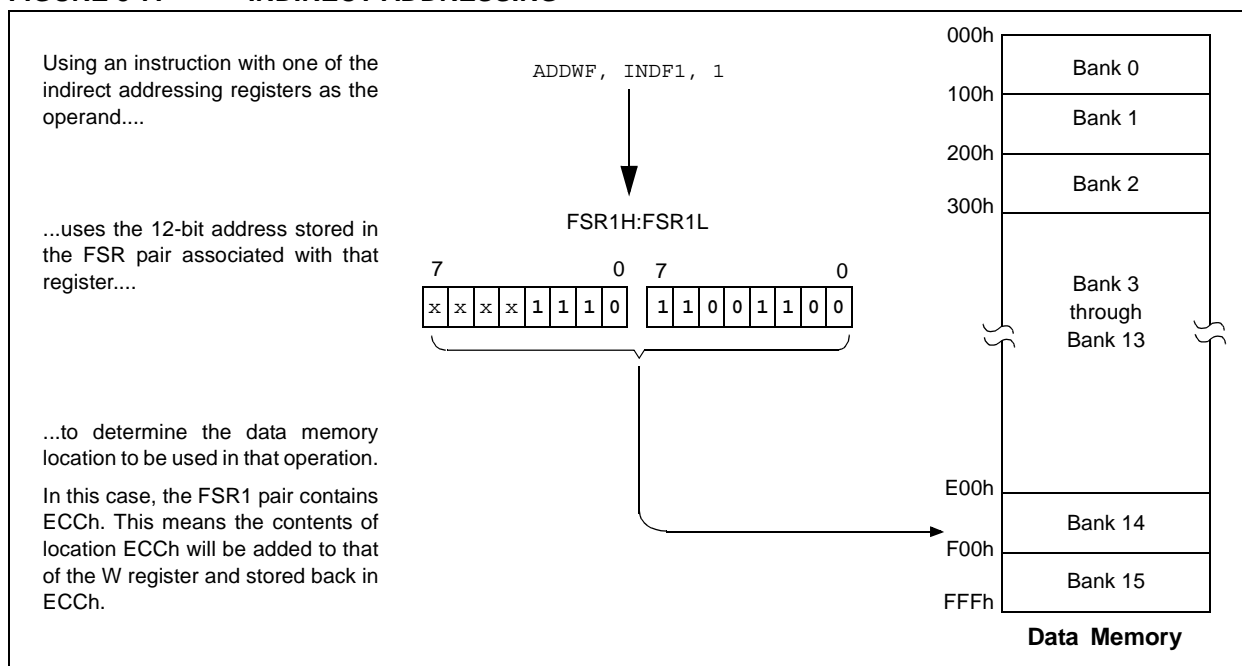 Using an instruction with one of the
indirect addressing registers as the
operand....
ADDWF, INDF1, 1
...uses the 12-bit address stored in
the FSR pair associated with that
register....
FSR1H:FSR1L
7 0 7 0
x x x x 1 1 1 0 1 1 0 0 1 1 0 0
...to determine the data memory
location to be used in that operation.
In this case, the FSR1 pair contains
ECCh. This means the contents of
location ECCh will be added to that
of the W register and stored back in
ECCh.
000h
Bank 0
100h
Bank 1
200h
Bank 2
300h
Bank 3
through
Bank 13
E00h
Bank 14
F00h
Bank 15
FFFh
Data Memory